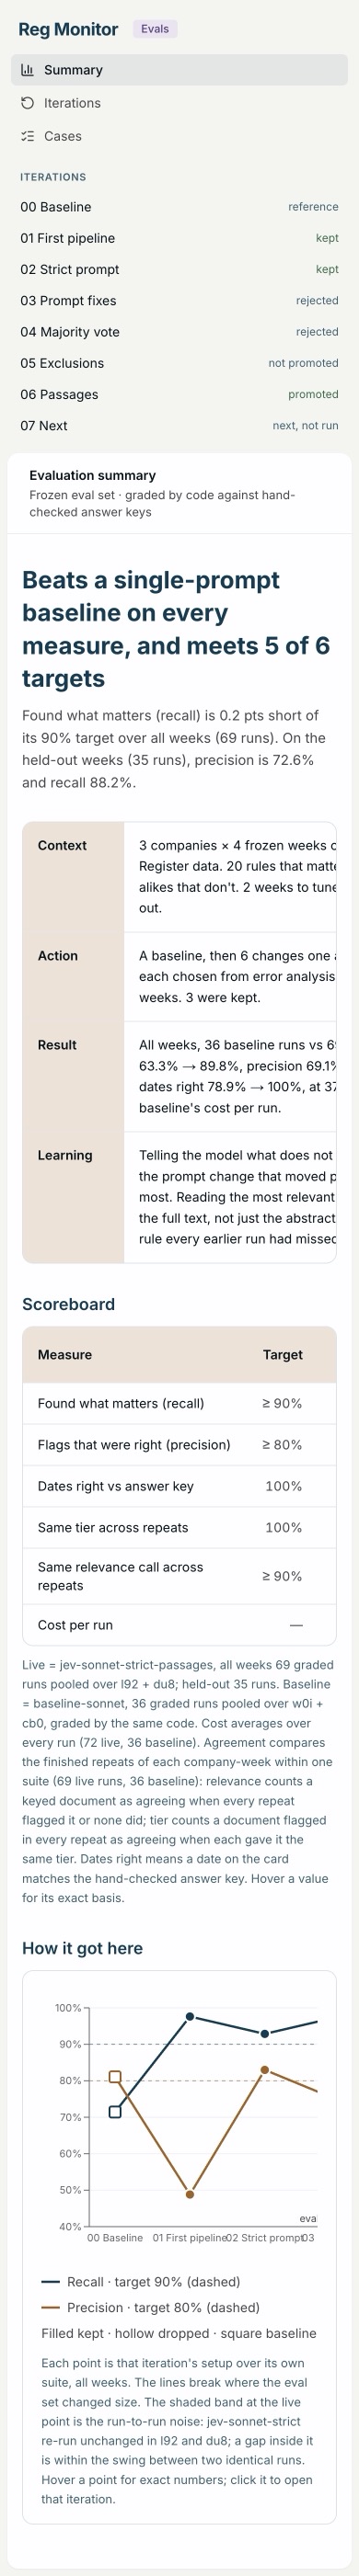 Reg Monitor Evals
Summary
Iterations
Cases
ITERATIONS
00 Baseline reference
01 First pipeline kept
02 Strict prompt kept
03 Prompt fixes rejected
04 Majority vote rejected
05 Exclusions not promoted
06 Passages promoted
07 Next next, not run
Evaluation summary
Frozen eval set · graded by code against hand-
checked answer keys
Beats a single-prompt
baseline on every
measure, and meets 5 of 6
targets
Found what matters (recall) is 0.2 pts short of
its 90% target over all weeks (69 runs). On the
held-out weeks (35 runs), precision is 72.6%
and recall 88.2%.
Context
3 companies × 4 frozen weeks
Register data. 20 rules that
alikes that don't. 2 weeks to tune
out.
Action
A baseline, then 6 changes one
each chosen from error analysis
weeks. 3 were kept.
Result
All weeks, 36 baseline runs vs
63.3% → 89.8%, precision 69.1%
dates right 78.9% → 100%, at
baseline's cost per run.
Learning
Telling the model what does not
the prompt change that moved
most. Reading the most relevant
the full text, not just the abstract
rule every earlier run had missed
Scoreboard
Measure Target
Found what matters (recall) ≥ 90%
Flags that were right (precision) ≥ 80%
Dates right vs answer key 100%
Same tier across repeats 100%
Same relevance call across
repeats ≥ 90%
Cost per run —
Live = jev-sonnet-strict-passages, all weeks 69 graded
runs pooled over l92 + du8; held-out 35 runs. Baseline
= baseline-sonnet, 36 graded runs pooled over w0i +
cb0, graded by the same code. Cost averages over
every run (72 live, 36 baseline). Agreement compares
the finished repeats of each company-week within one
suite (69 live runs, 36 baseline): relevance counts a
keyed document as agreeing when every repeat
flagged it or none did; tier counts a document flagged
in every repeat as agreeing when each gave it the
same tier. Dates right means a date on the card
matches the hand-checked answer key. Hover a value
for its exact basis.
How it got here
100%
90%
80%
70%
60%
50%
40%
eval
00 Baseline 01 First pipeline 02 Strict prompt 03
Recall · target 90% (dashed)
Precision · target 80% (dashed)
Filled kept · hollow dropped · square baseline
Each point is that iteration's setup over its own
suite, all weeks. The lines break where the eval
set changed size. The shaded band at the live
point is the run-to-run noise: jev-sonnet-strict
re-run unchanged in l92 and du8; a gap inside it
is within the swing between two identical runs.
Hover a point for exact numbers; click it to open
that iteration.